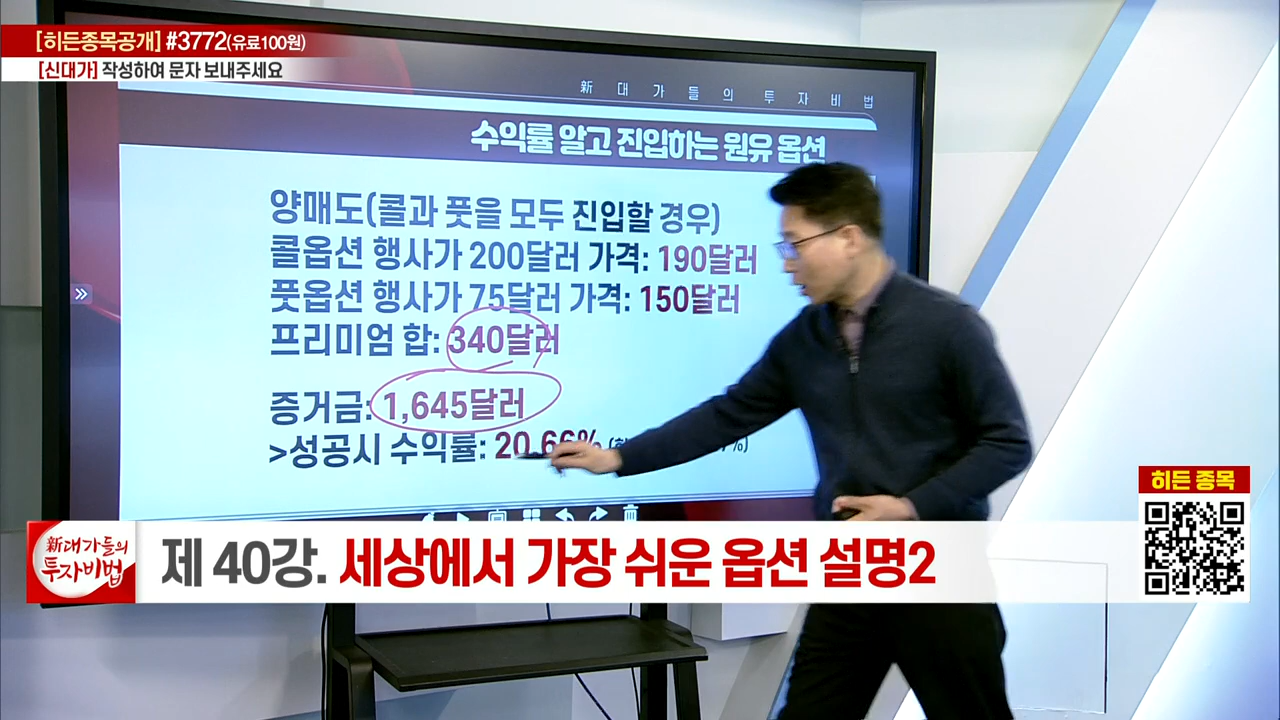 [히든종목공개] #3772(유료100원)
[신대가] 작성하여 문자 보내주세요
新 대 가 들 의 투 자 비 법
수익률 알고 진입하는 원유 옵션
양매도(콜과 풋을 모두 진입할 경우)
콜옵션 행사가 200달러 가격: 190달러
풋옵션 행사가 75달러 가격: 150달러
프리미엄 합: 340달러
증거금: 1,645달러
>성공시 수익률: 20.66%
히든 종목
新대가들의
투자비법
제 40강. 세상에서 가장 쉬운 옵션 설명2